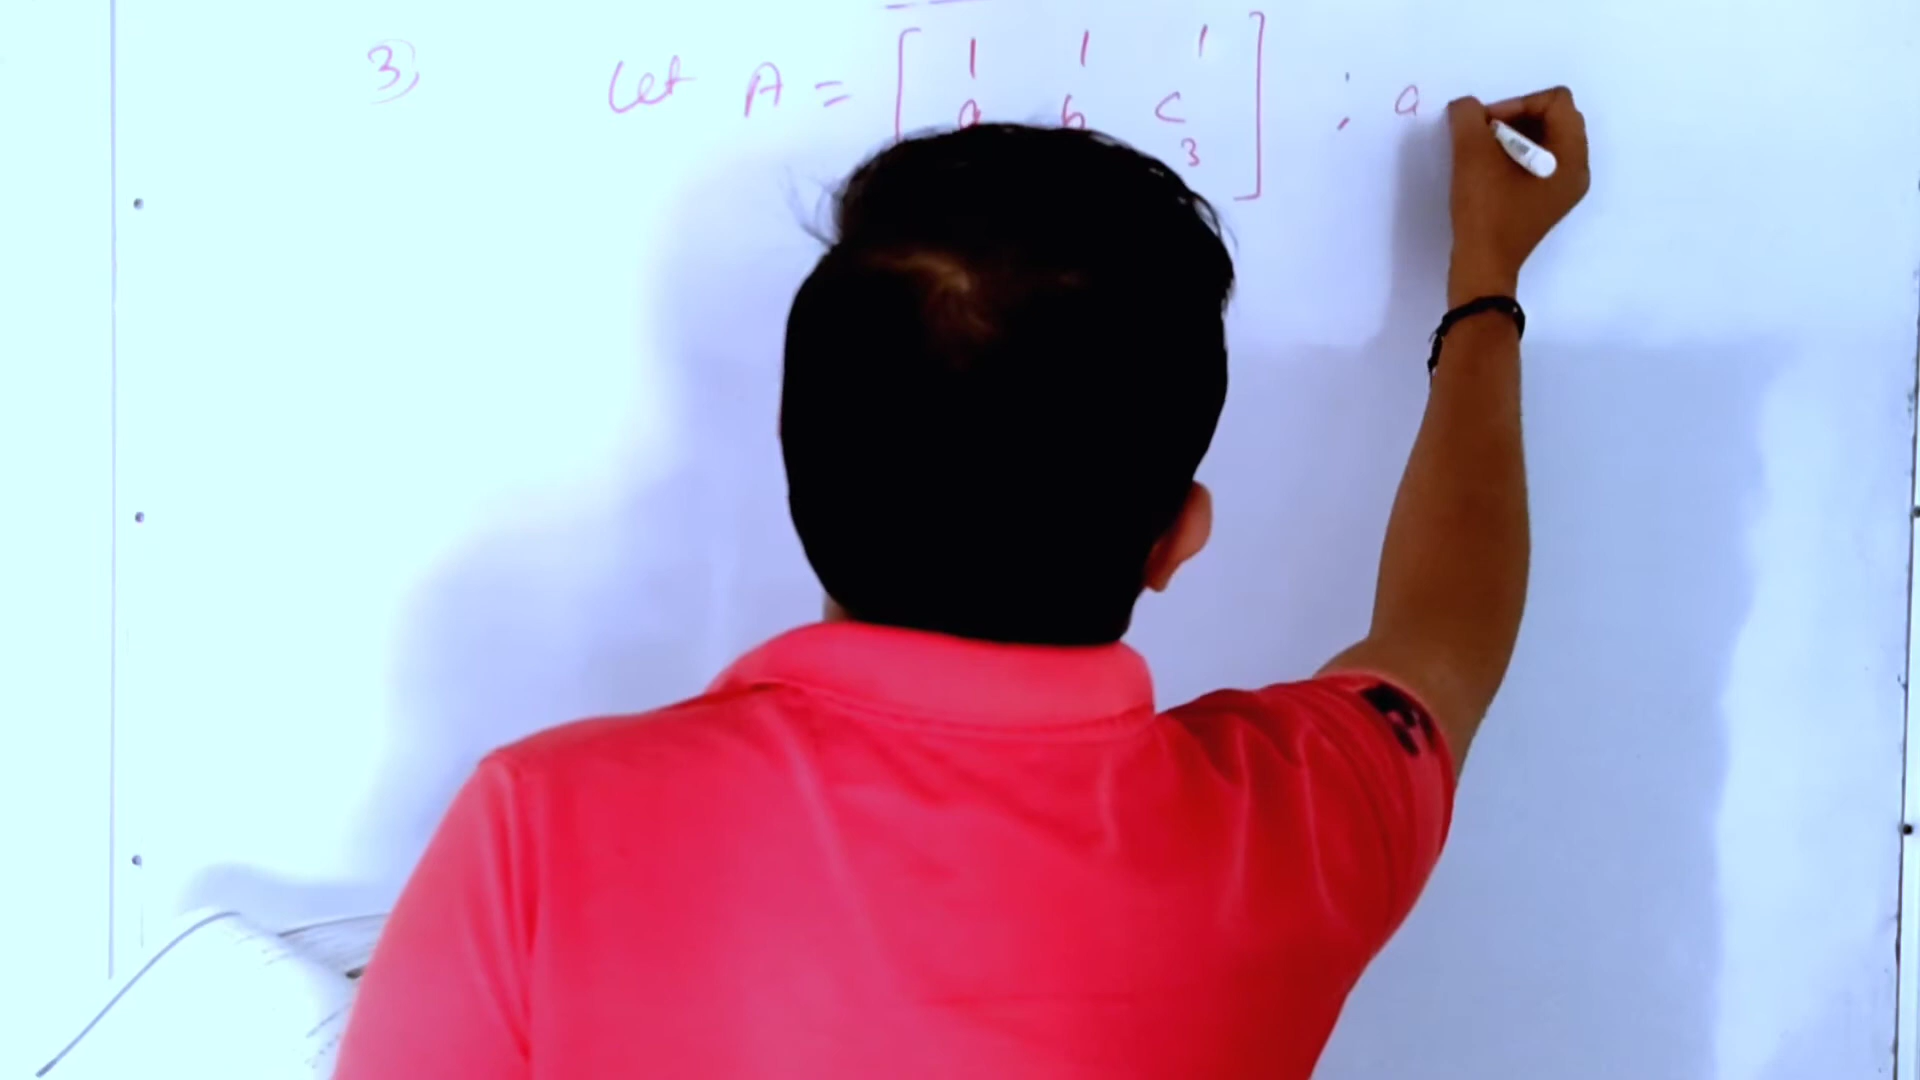 3) Let A = [ 1 1 1 ; a
a b c
3 ]